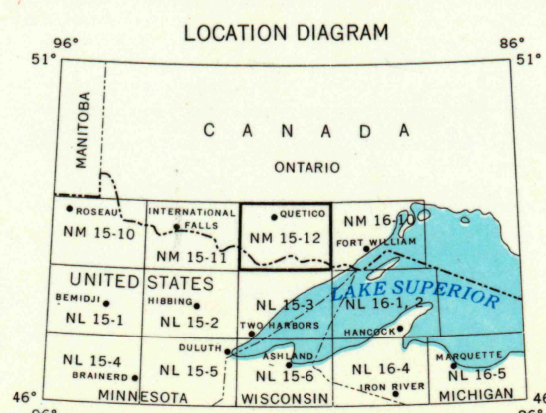 LOCATION DIAGRAM
96° 86°
51° 51°
MANITOBA
CANADA
ONTARIO
ROSEAU
NM 15-10
INTERNATIONAL
FALLS
NM 15-11
QUETICO
NM 15-12
NM 16-10
FORT WILLIAM
UNITED STATES
BEMIDJI
NL 15-1
HIBBING
NL 15-2
NL 15-3
TWO HARBORS
LAKE SUPERIOR
NL 16-1, 2
HANCOCK
NL 15-4
BRAINERD
DULUTH
NL 15-5
ASHLAND
NL 15-6
NL 16-4
IRON RIVER
MARQUETTE
NL 16-5
46° MINNESOTA WISCONSIN MICHIGAN 46°